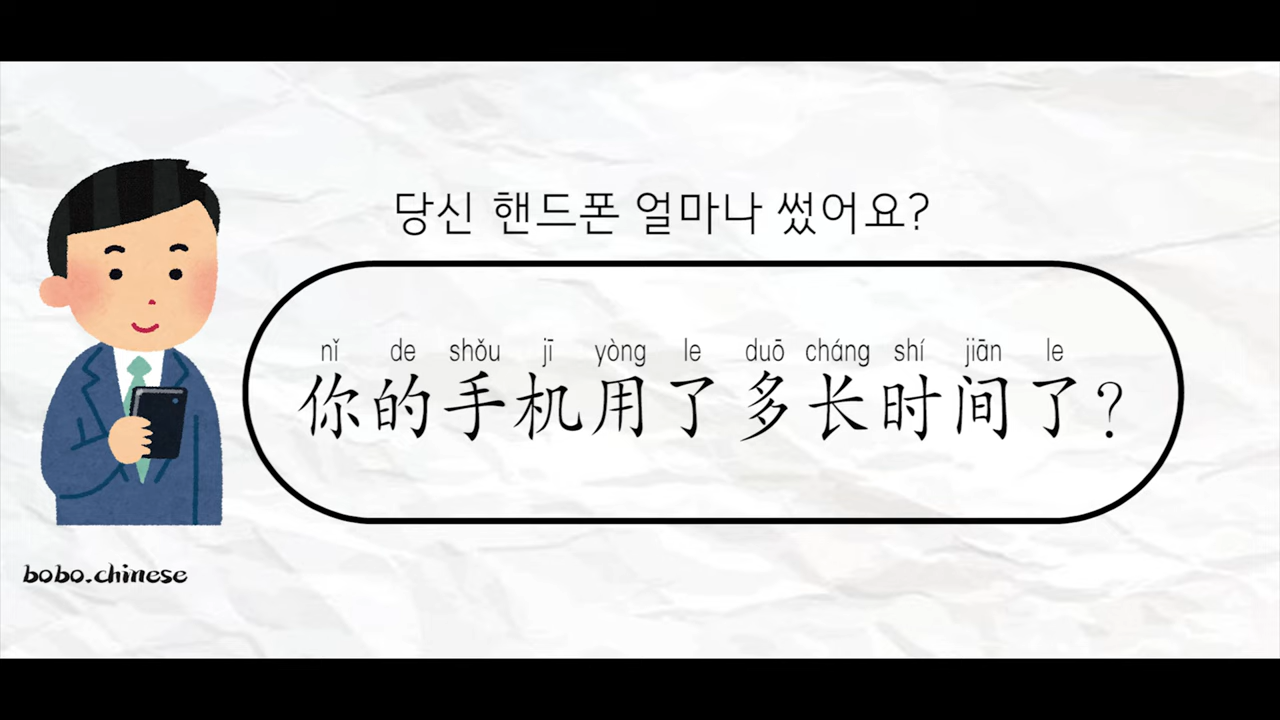 당신 핸드폰 얼마나 썼어요?
nǐ de shǒu jī yòng le duō cháng shí jiān le
你的手机用了多长时间了?
bobo.chinese